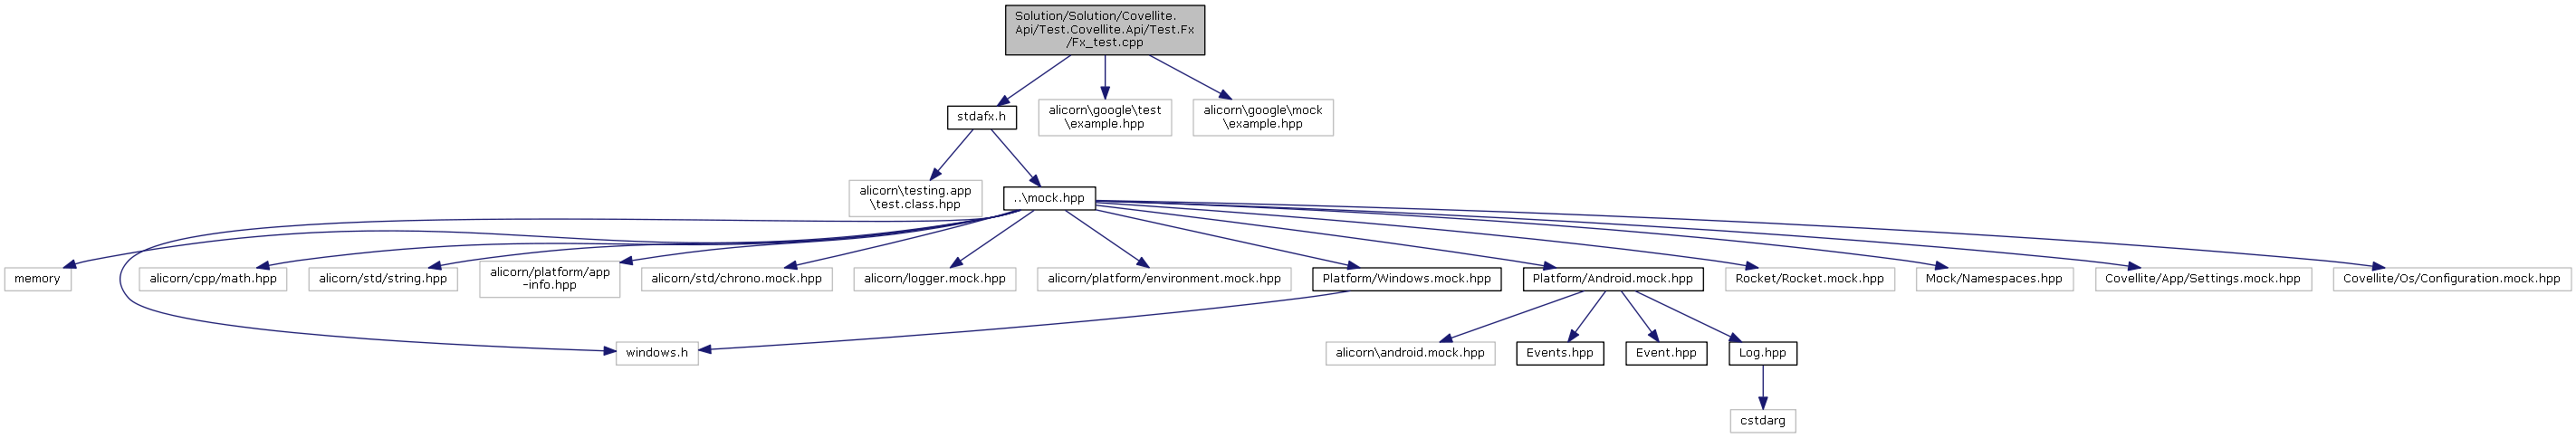 Solution/Solution/Covellite.
Api/Test.Covellite.Api/Test.Fx
/Fx_test.cpp
stdafx.h
alicorn\google\test
\example.hpp
alicorn\google\mock
\example.hpp
alicorn\testing.app
\test.class.hpp
..\mock.hpp
memory
alicorn/cpp/math.hpp
alicorn/std/string.hpp
alicorn/platform/app
-info.hpp
alicorn/std/chrono.mock.hpp
alicorn/logger.mock.hpp
alicorn/platform/environment.mock.hpp
Platform/Windows.mock.hpp
Platform/Android.mock.hpp
Rocket/Rocket.mock.hpp
Mock/Namespaces.hpp
Covellite/App/Settings.mock.hpp
Covellite/Os/Configuration.mock.hpp
windows.h
alicorn\android.mock.hpp
Events.hpp
Event.hpp
Log.hpp
cstdarg